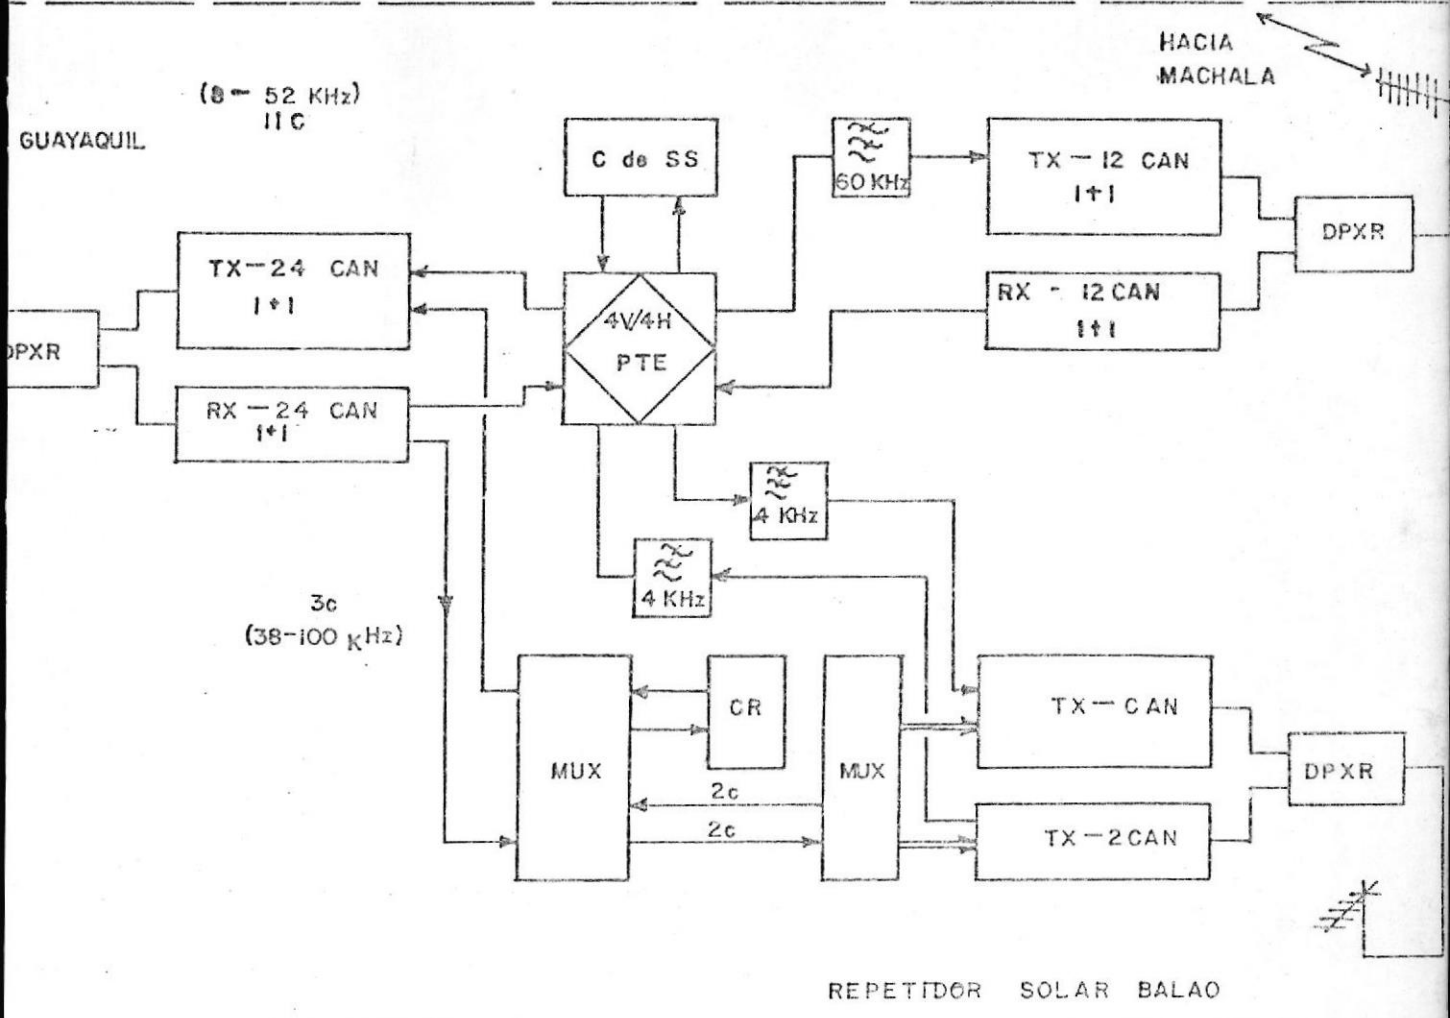 HACIA
MACHALA
(8 - 52 KHz)
11 C
GUAYAQUIL
C de SS
60 KHz
TX-12 CAN
1+1
DPXR
TX-24 CAN
1+1
RX - 12 CAN
1+1
4V/4H
PTE
DPXR
RX-24 CAN
1+1
4 KHz
4 KHz
3c
(38-100 KHz)
CR
TX-CAN
MUX
MUX
DPXR
2c
2c
TX-2CAN
REPETIDOR SOLAR BALAO